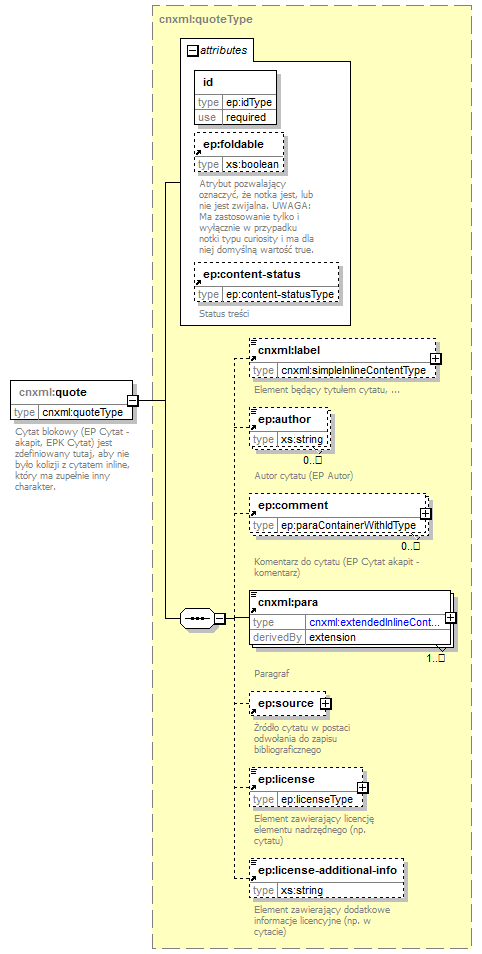 cnxml:quoteType
attributes
id
type ep:idType
use required
ep:foldable
type xs:boolean
Atrybut pozwalający
oznaczyć, że notka jest, lub
nie jest zwijalna. UWAGA:
Ma zastosowanie tylko i
wyłącznie w przypadku
notki typu curiosity i ma dla
niej domyślną wartość true.
ep:content-status
type ep:content-statusType
Status treści
cnxml:quote
type cnxml:quoteType
Cytat blokowy (EP Cytat -
akapit, EPK Cytat) jest
zdefiniowany tutaj, aby nie
było kolizji z cytatem inline,
który ma zupełnie inny
charakter.
cnxml:label
type cnxml:simpleInlineContentType
Element będący tytułem cytatu, ...
ep:author
type xs:string
0..□
Autor cytatu (EP Autor)
ep:comment
type ep:paraContainerWithIdType
0..□
Komentarz do cytatu (EP Cytat akapit -
komentarz)
cnxml:para
type cnxml:extendedInlineCont...
derivedBy extension
1..□
Paragraf
ep:source
Źródło cytatu w postaci
odwołania do zapisu
bibliograficznego
ep:license
type ep:licenseType
Element zawierający licencję
elementu nadrzędnego (np.
cytatu)
ep:license-additional-info
type xs:string
Element zawierający dodatkowe
informacje licencyjne (np. w
cytacie)